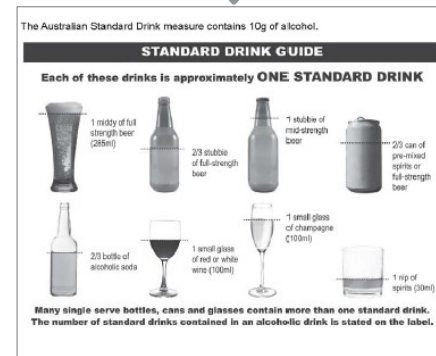 The Australian Standard Drink measure contains 10g of alcohol.
STANDARD DRINK GUIDE
Each of these drinks is approximately ONE STANDARD DRINK
1 middy of full
strength beer
(285ml)
2/3 stubbie
of full-strength
beer
1 stubbie of
mid-strength
beer
2/3 can of
pre-mixed
spirits or
full-strength
beer
2/3 bottle of
alcoholic soda
1 small glass
of red or white
wine (100ml)
1 small glass
of champagne
(100ml)
1 nip of
spirits (30ml)
Many single serve bottles, cans and glasses contain more than one standard drink.
The number of standard drinks contained in an alcoholic drink is stated on the label.